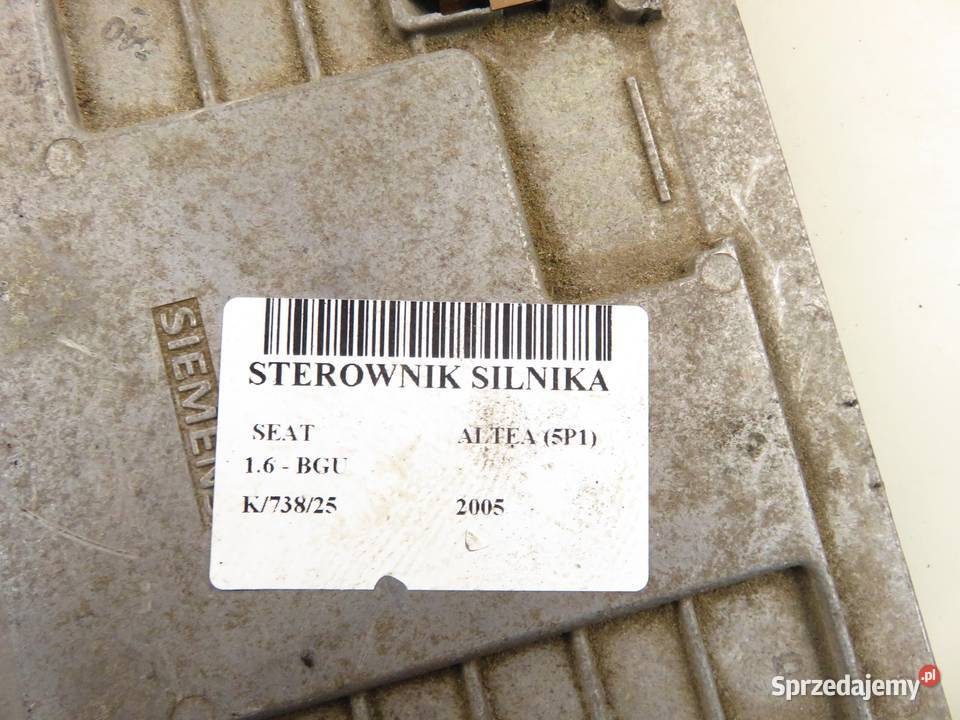 SIEMENS
STEROWNIK SILNIKA
SEAT ALTEA (5P1)
1.6 - BGU
K/738/25 2005
Sprzedajemy.pl